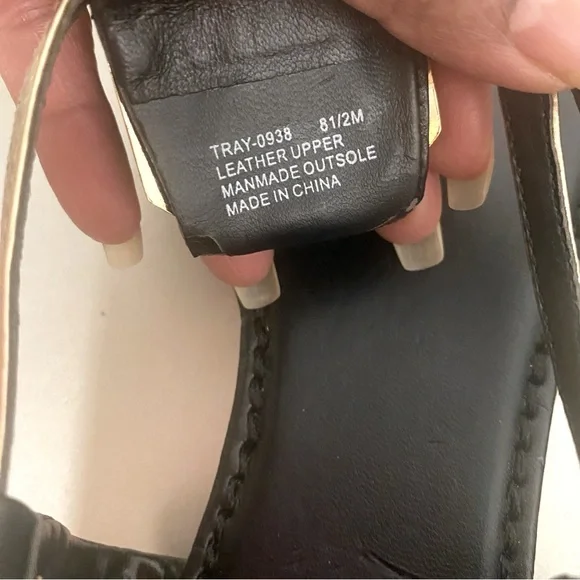 TRAY-0938 81/2M
LEATHER UPPER
MANMADE OUTSOLE
MADE IN CHINA